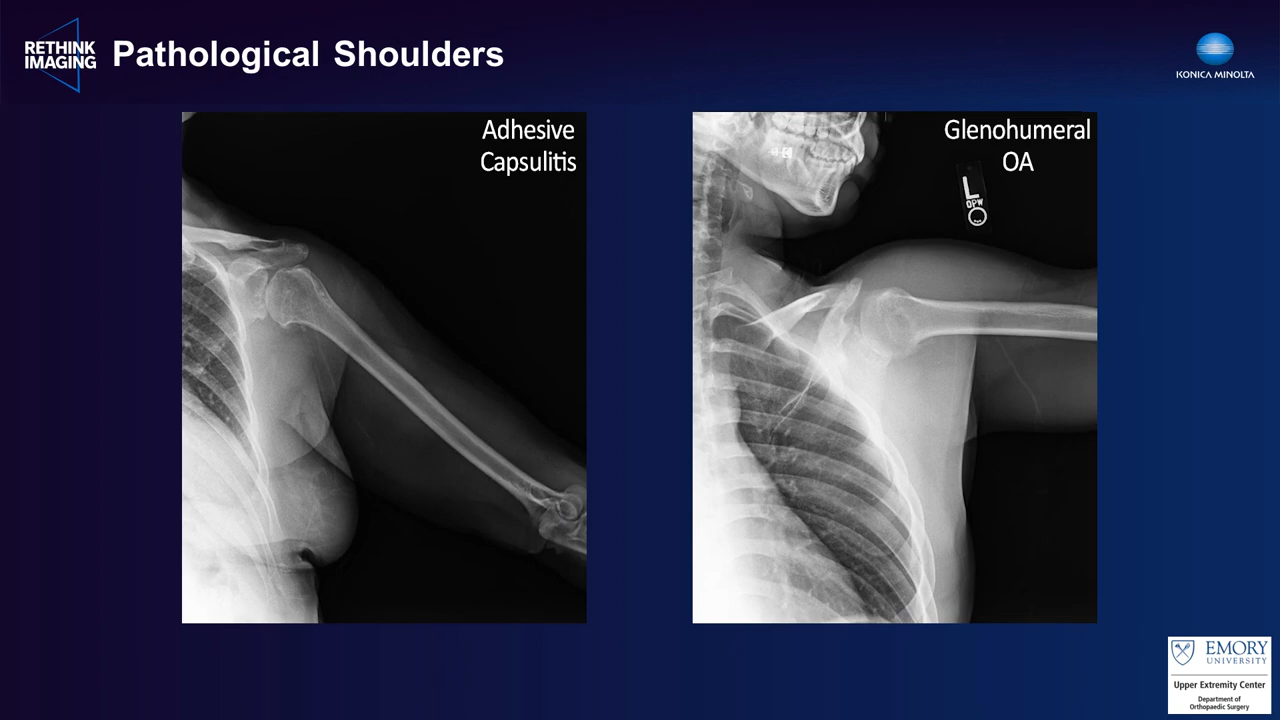 RETHINK
IMAGING
Pathological Shoulders
KONICA MINOLTA
Adhesive
Capsulitis
Glenohumeral
OA
L
OPW
EMORY
UNIVERSITY
Upper Extremity Center
Department of
Orthopaedic Surgery